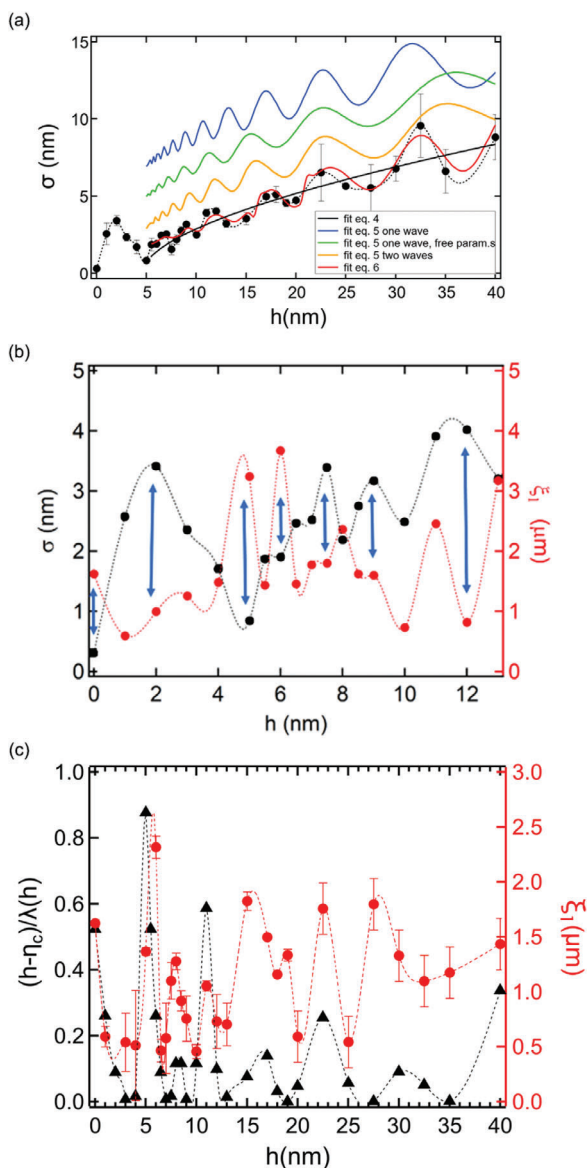 (a)
15
10
5
0
σ (nm)
fit eq. 4
fit eq. 5 one wave
fit eq. 5 one wave, free param.s
fit eq. 5 two waves
fit eq. 6
0 5 10 15 20 25 30 35 40
h(nm)
(b)
5 5
4 4
3 3
2 2
1 1
0 0
σ (nm)
ξ1 (μm)
0 2 4 6 8 10 12
h (nm)
(c)
1.0 3.0
0.8 2.5
0.6 2.0
0.4 1.5
0.2 1.0
0.0 0.5
0.0
(h-ηc)/λ(h)
ξ1(μm)
0 5 10 15 20 25 30 35 40
h(nm)